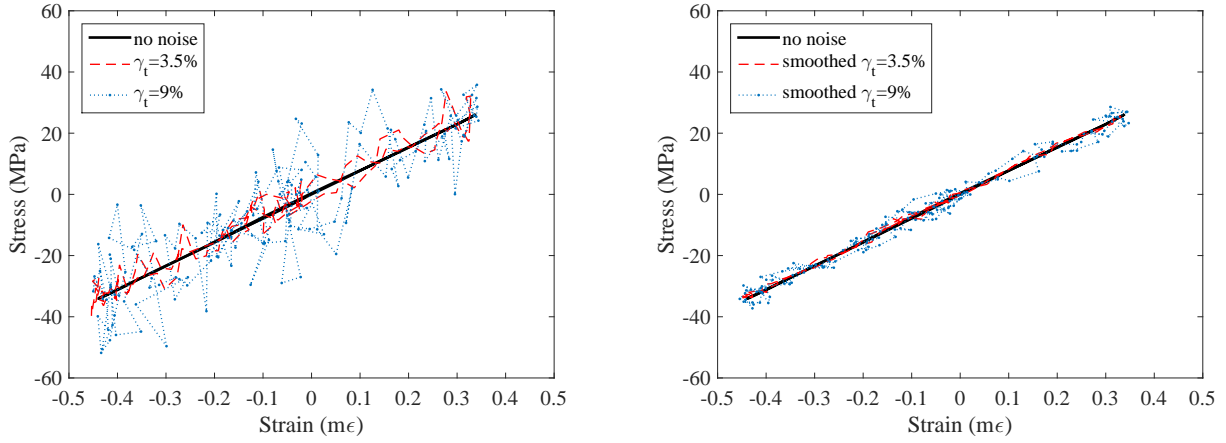 60
40
20
0
-20
-40
-60
-0.5 -0.4 -0.3 -0.2 -0.1 0 0.1 0.2 0.3 0.4 0.5
Strain (mϵ)
Stress (MPa)
no noise
γt=3.5%
γt=9%
60
40
20
0
-20
-40
-60
-0.5 -0.4 -0.3 -0.2 -0.1 0 0.1 0.2 0.3 0.4 0.5
Strain (mϵ)
Stress (MPa)
no noise
smoothed γt=3.5%
smoothed γt=9%